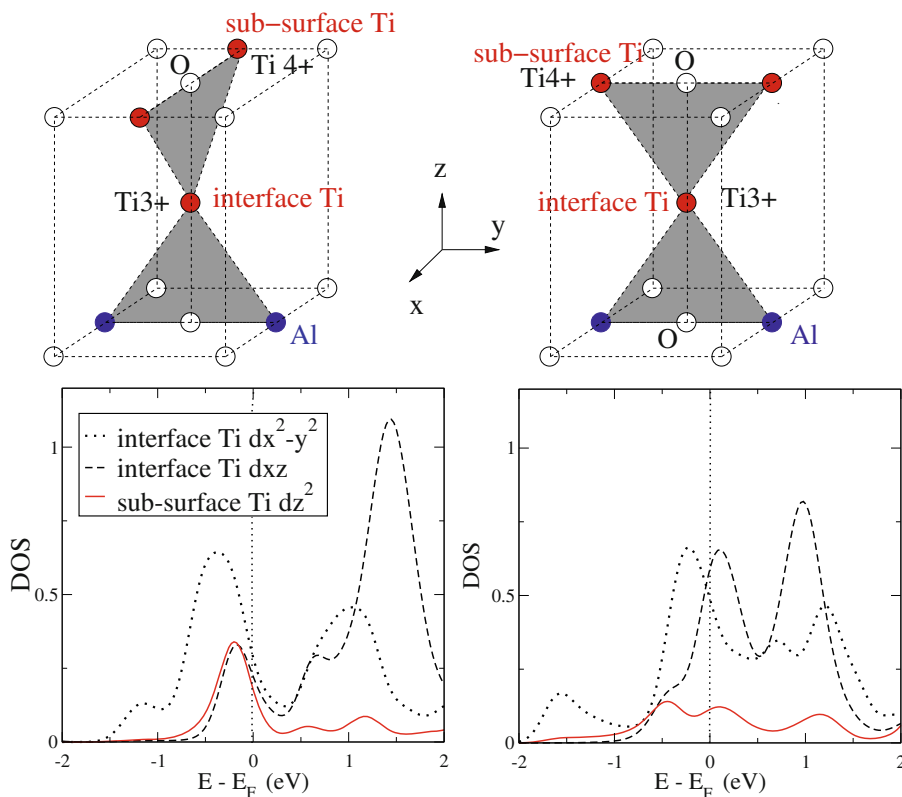 sub−surface Ti
O
Ti 4+
Ti3+
interface Ti
Al
z
y
x
sub−surface Ti
Ti4+
O
interface Ti
Ti3+
O
Al
interface Ti dx²-y²
interface Ti dxz
sub-surface Ti dz²
DOS
1
0.5
0
-2 -1 0 1 2
E - E_F (eV)
DOS
1
0.5
0
-2 -1 0 1 2
E - E_F (eV)